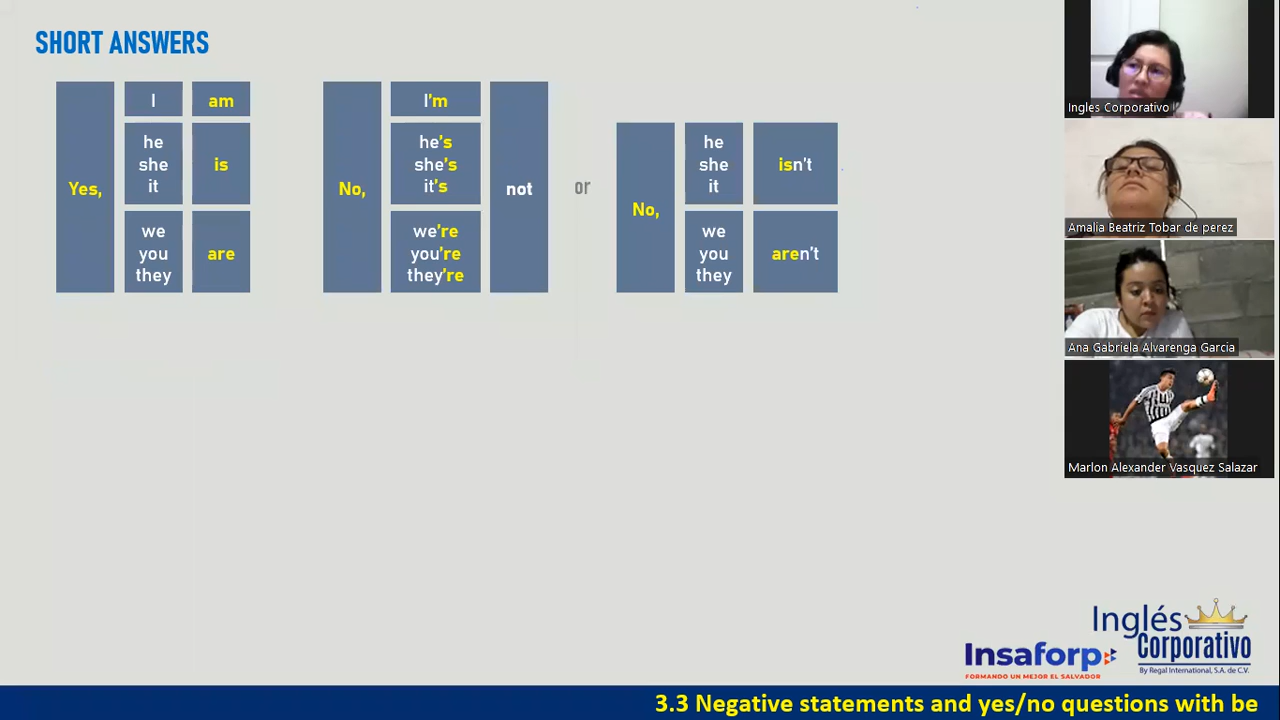 SHORT ANSWERS
Yes,
I
am
he
she
it
is
we
you
they
are
No,
I'm
he's
she's
it's
we're
you're
they're
not
or
No,
he
she
it
isn't
we
you
they
aren't
Ingles Corporativo
Amalia Beatriz Tobar de perez
Ana Gabriela Alvarenga Garcia
Marlon Alexander Vasquez Salazar
Inglés
Corporativo
By Regal International, S.A. de C.V.
Insaforp
FORMANDO UN MEJOR EL SALVADOR
3.3 Negative statements and yes/no questions with be